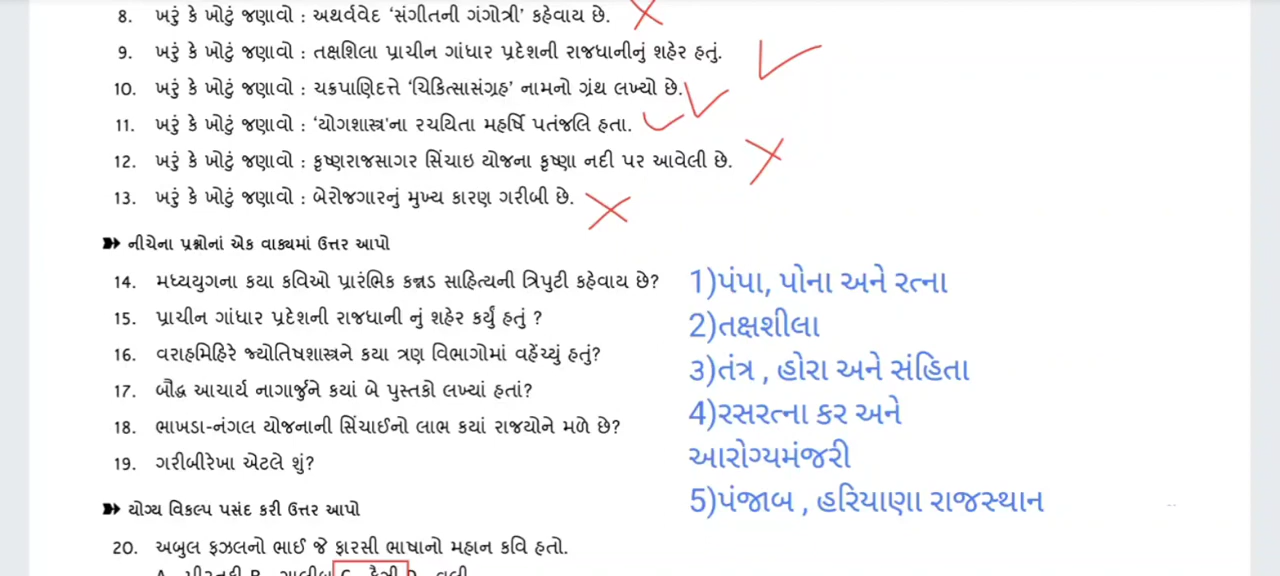 8. ખરું કે ખોટું જણાવો : અથર્વવેદ 'સંગીતની ગંગોત્રી' કહેવાય છે.
9. ખરું કે ખોટું જણાવો : તક્ષશિલા પ્રાચીન ગાંધાર પ્રદેશની રાજધાનીનું શહેર હતું.
10. ખરું કે ખોટું જણાવો : ચક્રપાણિદત્તે 'ચિકિત્સાસંગ્રહ' નામનો ગ્રંથ લખ્યો છે.
11. ખરું કે ખોટું જણાવો : 'યોગશાસ્ત્ર'ના રચયિતા મહર્ષિ પતંજલિ હતા.
12. ખરું કે ખોટું જણાવો : કૃષ્ણરાજસાગર સિંચાઇ યોજના કૃષ્ણા નદી પર આવેલી છે.
13. ખરું કે ખોટું જણાવો : બેરોજગારનું મુખ્ય કારણ ગરીબી છે.
નીચેના પ્રશ્નોનાં એક વાક્યમાં ઉત્તર આપો
14. મધ્યયુગના કયા કવિઓ પ્રારંભિક કન્નડ સાહિત્યની ત્રિપુટી કહેવાય છે? 1)પંપા, પોના અને રત્ના
15. પ્રાચીન ગાંધાર પ્રદેશની રાજધાની નું શહેર કર્યું હતું ? 2)તક્ષશીલા
16. વરાહમિહિરે જ્યોતિષશાસ્ત્રને કયા ત્રણ વિભાગોમાં વહેંચ્યું હતું? 3)તંત્ર , હોરા અને સંહિતા
17. બૌદ્ધ આચાર્ય નાગાર્જુને કયાં બે પુસ્તકો લખ્યાં હતાં? 4)રસરત્ના કર અને
18. ભાખડા-નંગલ યોજનાની સિંચાઈનો લાભ કયાં રાજયોને મળે છે? આરોગ્યમંજરી
19. ગરીબીરેખા એટલે શું? 5)પંજાબ , હરિયાણા રાજસ્થાન
યોગ્ય વિકલ્પ પસંદ કરી ઉત્તર આપો
20. અબુલ ફઝલનો ભાઈ જે ફારસી ભાષાનો મહાન કવિ હતો.